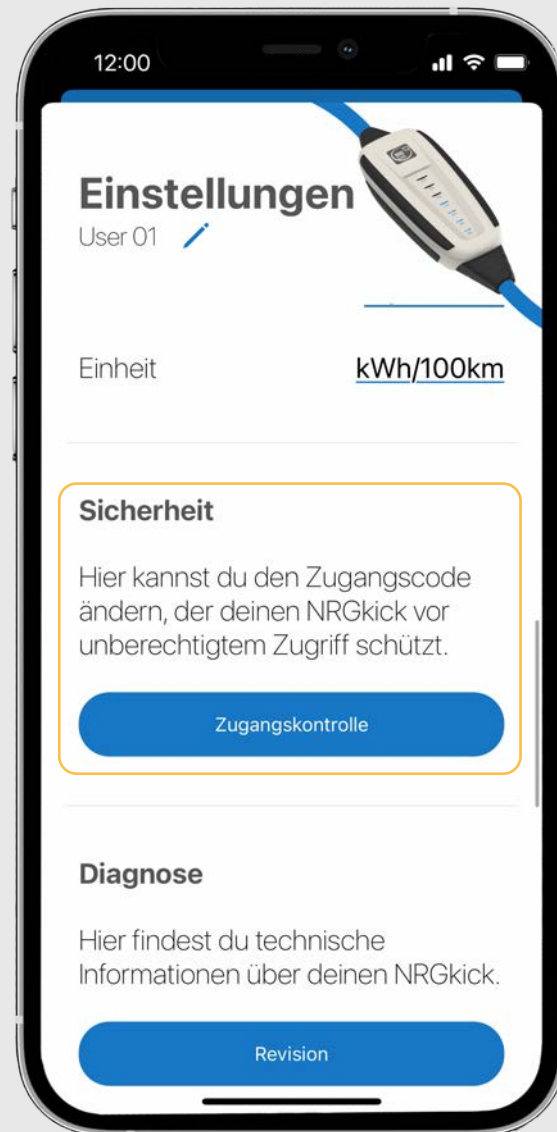 12:00
Einstellungen
User 01
Einheit
kWh/100km
Sicherheit
Hier kannst du den Zugangscode
ändern, der deinen NRGkick vor
unberechtigtem Zugriff schützt.
Zugangskontrolle
Diagnose
Hier findest du technische
Informationen über deinen NRGkick.
Revision